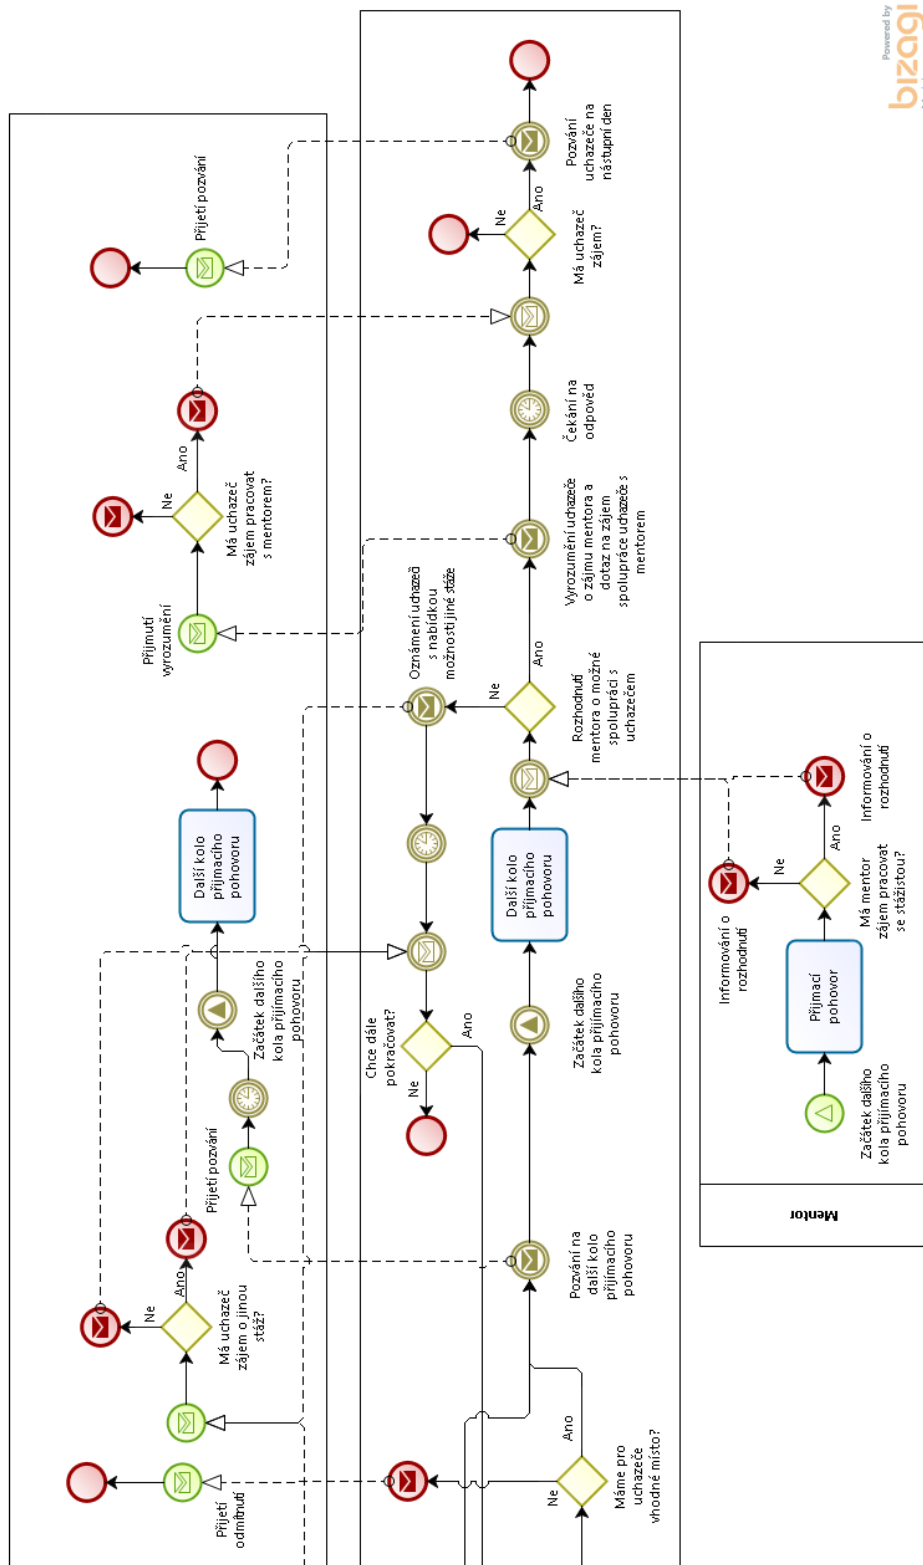 Powered by
bizagi
Přijetí pozvání
Ne
Ano
Má uchazeč
zájem pracovat
s mentorem?
Přijmutí
vyrozumění
Další kolo
přijmacího
pohovoru
Začátek dalšího
kola přijímacího
pohovoru
Přijetí pozvání
Ne
Ano
Má uchazeč
zájem o jinou
stáž?
Přijetí
odmítnutí
Pozvání
uchazeče na
nástupní den
Ne
Ano
Má uchazeč
zájem?
Čekání na
odpověd
Vyrozumění uchazeče
o zájmu mentora a
dotaz na zájem
spolupráce uchazeče s
mentorem
Oznámení uchazeči
s nabídkou
možnosti jiné stáže
Ne
Ano
Rozhodnutí
mentora o možné
spolupráci s
uchazečem
Další kolo
příjmacího
pohovoru
Chce dále
pokračovat?
Ano
Ne
Začátek dalšího
kola přijímacího
pohovoru
Pozvání na
další kolo
přijímacího
pohovoru
Ano
Ne
Máme pro
uchazeče
vhodné místo?
Informování o
rozhodnutí
Ano
Ne
Informování o
rozhodnutí
Má mentor
zájem pracovat
se stážistou?
Přijmací
pohovor
Začátek dalšího
kola přijímacího
pohovoru
Mentor